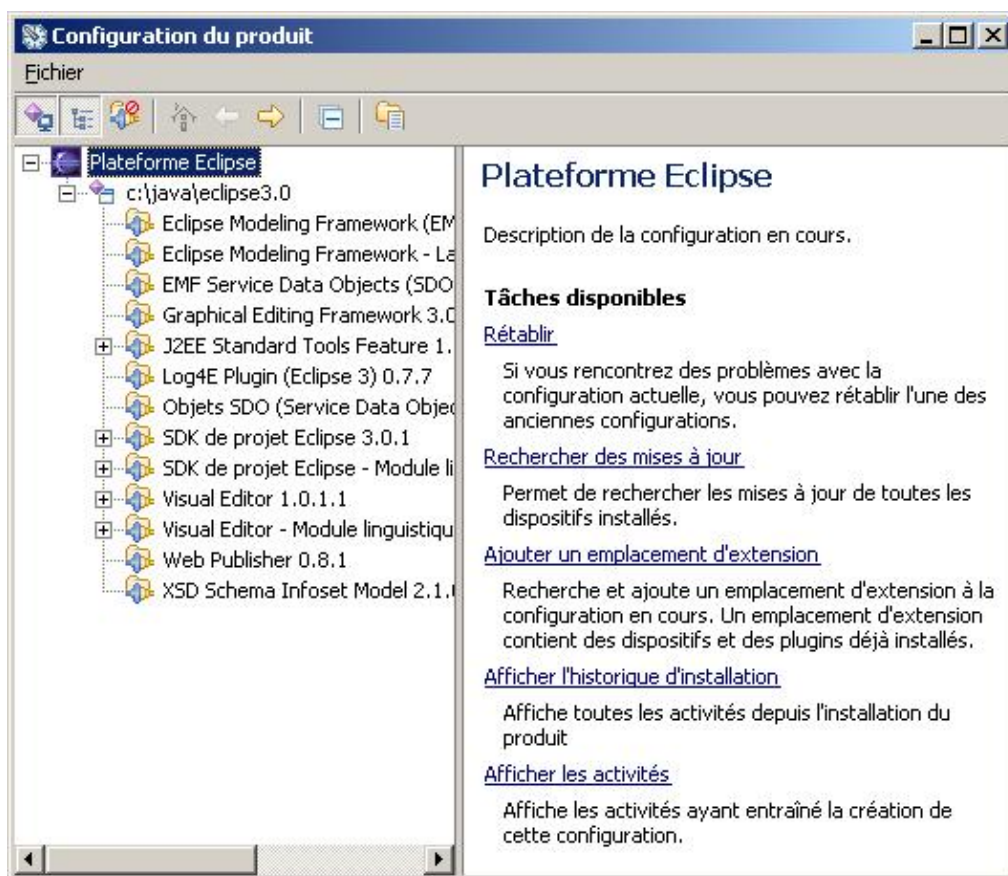 Configuration du produit
Fichier
Plateforme Eclipse
c:\java\eclipse3.0
Eclipse Modeling Framework (EM
Eclipse Modeling Framework - La
EMF Service Data Objects (SDO
Graphical Editing Framework 3.0
J2EE Standard Tools Feature 1.
Log4E Plugin (Eclipse 3) 0.7.7
Objets SDO (Service Data Objec
SDK de projet Eclipse 3.0.1
SDK de projet Eclipse - Module li
Visual Editor 1.0.1.1
Visual Editor - Module linguistiqu
Web Publisher 0.8.1
XSD Schema Infoset Model 2.1.
Plateforme Eclipse
Description de la configuration en cours.
Tâches disponibles
Rétablir
Si vous rencontrez des problèmes avec la
configuration actuelle, vous pouvez rétablir l'une des
anciennes configurations.
Rechercher des mises à jour
Permet de rechercher les mises à jour de toutes les
dispositifs installés.
Ajouter un emplacement d'extension
Recherche et ajoute un emplacement d'extension à la
configuration en cours. Un emplacement d'extension
contient des dispositifs et des plugins déjà installés.
Afficher l'historique d'installation
Affiche toutes les activités depuis l'installation du
produit
Afficher les activités
Affiche les activités ayant entraîné la création de
cette configuration.